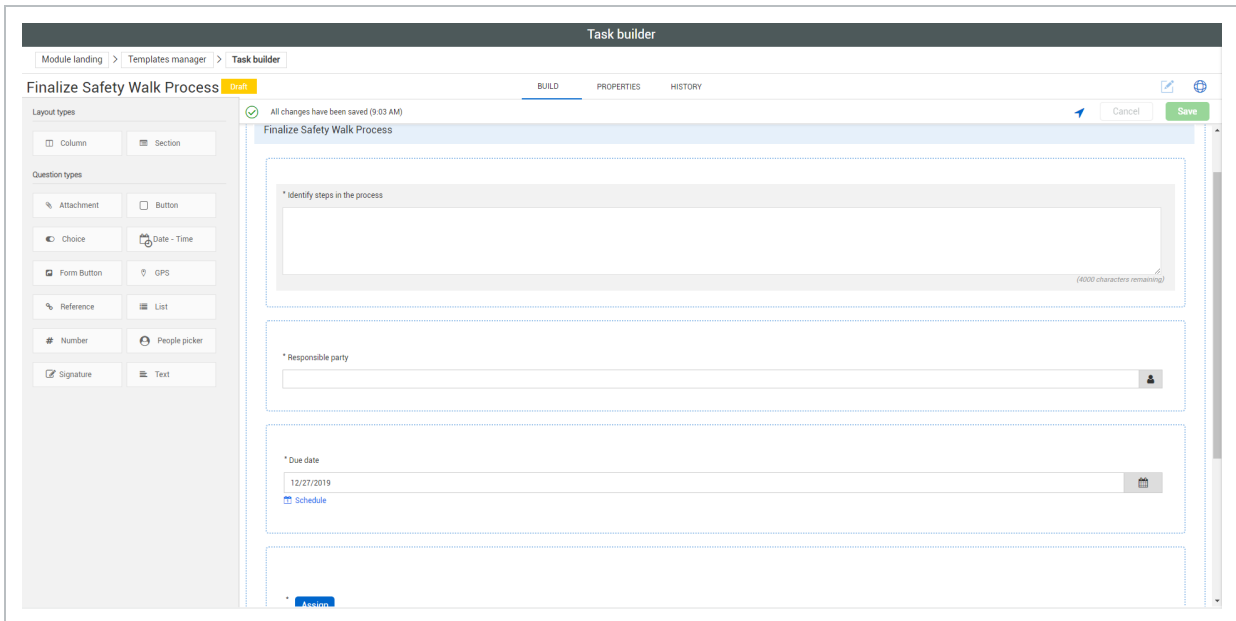 Task builder
Module landing > Templates manager > Task builder
Finalize Safety Walk Process Draft
BUILD PROPERTIES HISTORY
Layout types
Column Section
Question types
Attachment Button
Choice Date - Time
Form Button GPS
Reference List
# Number People picker
Signature Text
All changes have been saved (9:03 AM)
Cancel Save
Finalize Safety Walk Process
* Identify steps in the process
(4000 characters remaining)
* Responsible party
* Due date
12/27/2019
Schedule
* Assign